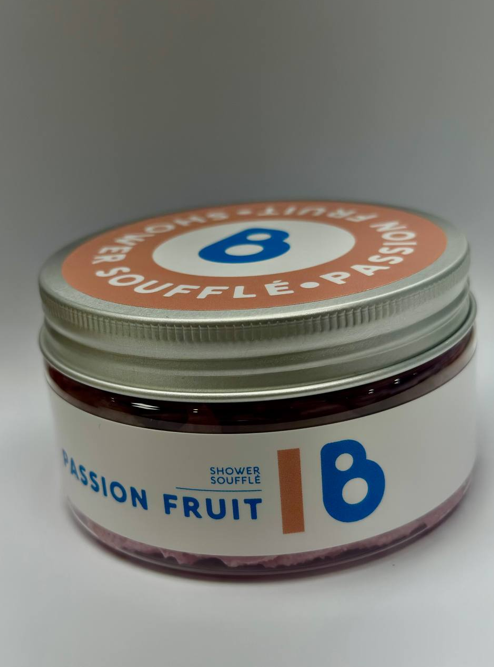 SHOWER SOUFFLÉ • PASSION FRUIT •
B
SHOWER
SOUFFLÉ
PASSION FRUIT
B